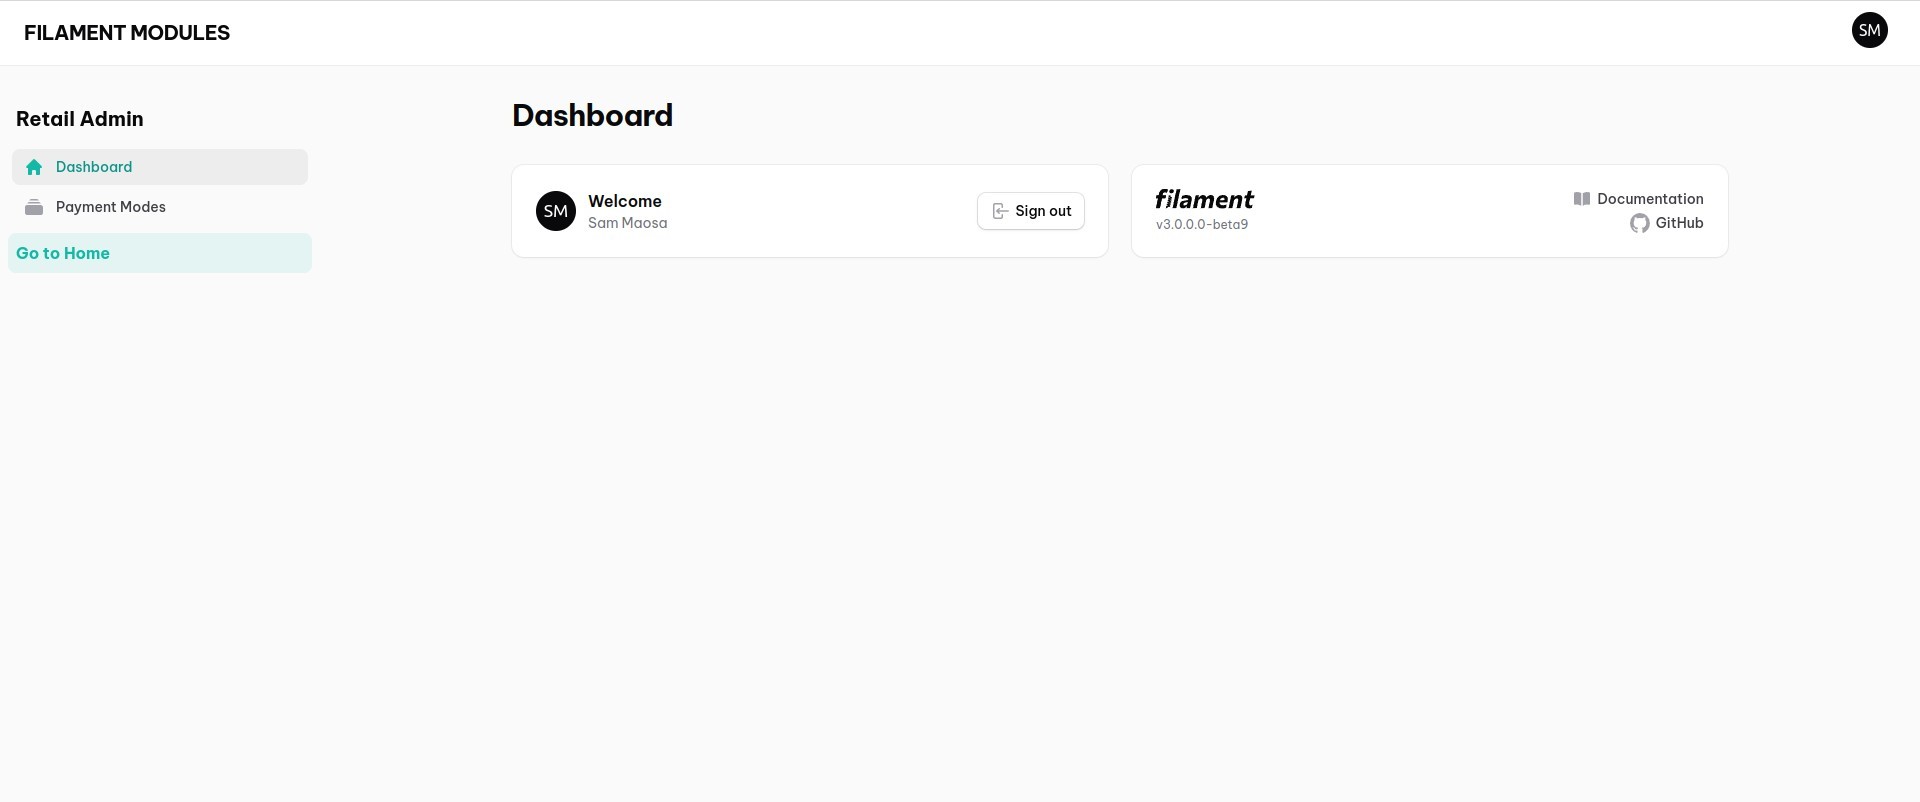 FILAMENT MODULES
SM
Retail Admin
Dashboard
Payment Modes
Go to Home
Dashboard
SM
Welcome
Sam Maosa
Sign out
filament
v3.0.0.0-beta9
Documentation
GitHub